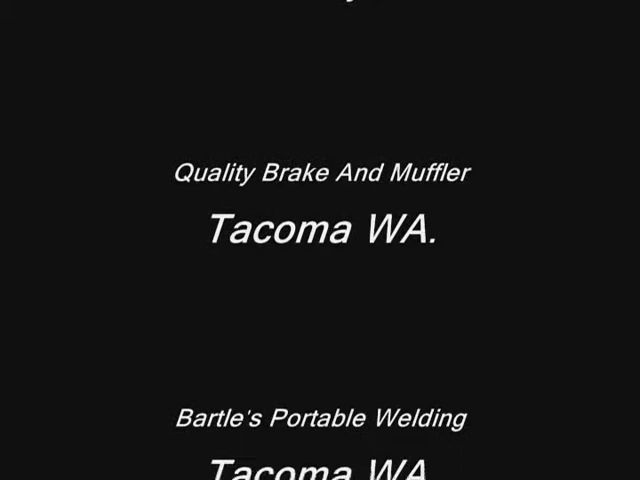 Quality Brake And Muffler
Tacoma WA.
Bartle's Portable Welding
Tacoma WA